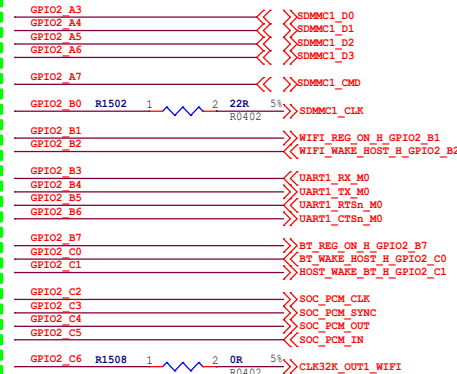 GPIO2_A3 SDMMC1_D0
GPIO2_A4 SDMMC1_D1
GPIO2_A5 SDMMC1_D2
GPIO2_A6 SDMMC1_D3
GPIO2_A7 SDMMC1_CMD
GPIO2_B0 R1502 1 2 22R 5% SDMMC1_CLK
R0402
GPIO2_B1 WIFI_REG_ON_H_GPIO2_B1
GPIO2_B2 WIFI_WAKE_HOST_H_GPIO2_B2
GPIO2_B3 UART1_RX_M0
GPIO2_B4 UART1_TX_M0
GPIO2_B5 UART1_RTSn_M0
GPIO2_B6 UART1_CTSn_M0
GPIO2_B7 BT_REG_ON_H_GPIO2_B7
GPIO2_C0 BT_WAKE_HOST_H_GPIO2_C0
GPIO2_C1 HOST_WAKE_BT_H_GPIO2_C1
GPIO2_C2 SOC_PCM_CLK
GPIO2_C3 SOC_PCM_SYNC
GPIO2_C4 SOC_PCM_OUT
GPIO2_C5 SOC_PCM_IN
GPIO2_C6 R1508 1 2 0R 5% CLK32K_OUT1_WIFI
R0402